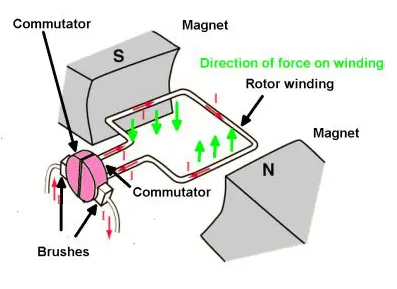 Commutator
Magnet
S
Direction of force on winding
Rotor winding
I
I
Magnet
I
I
I
N
Commutator
I
I
Brushes